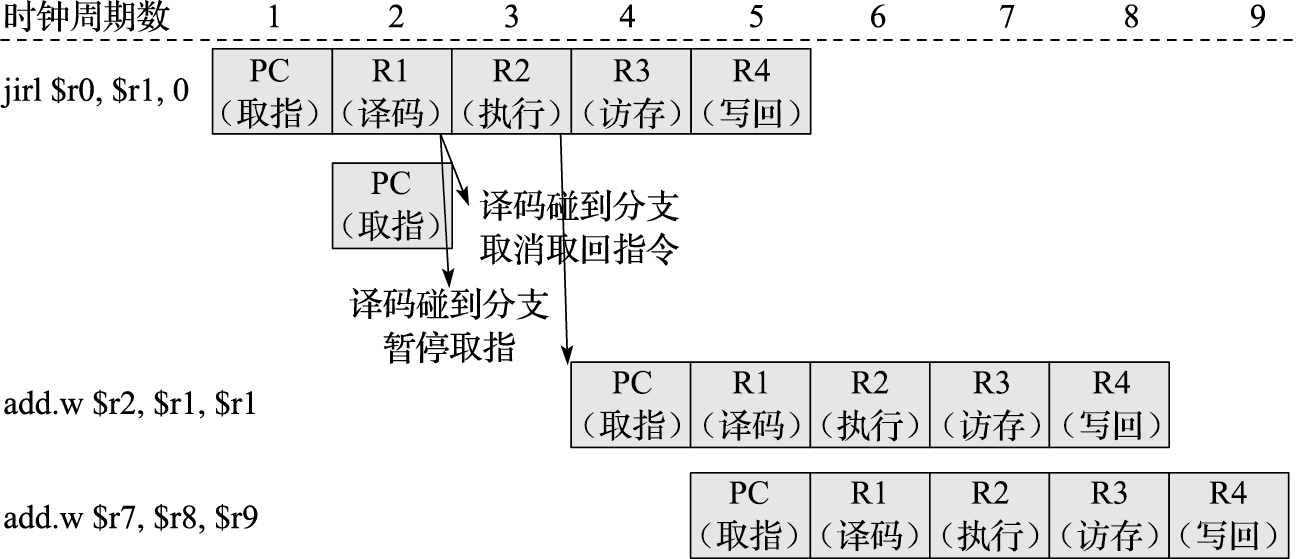 时钟周期数 1 2 3 4 5 6 7 8 9
jirl $r0, $r1, 0
PC
（取指）
R1
（译码）
R2
（执行）
R3
（访存）
R4
（写回）
PC
（取指）
译码碰到分支
取消取回指令
译码碰到分支
暂停取指
add.w $r2, $r1, $r1
PC
（取指）
R1
（译码）
R2
（执行）
R3
（访存）
R4
（写回）
add.w $r7, $r8, $r9
PC
（取指）
R1
（译码）
R2
（执行）
R3
（访存）
R4
（写回）